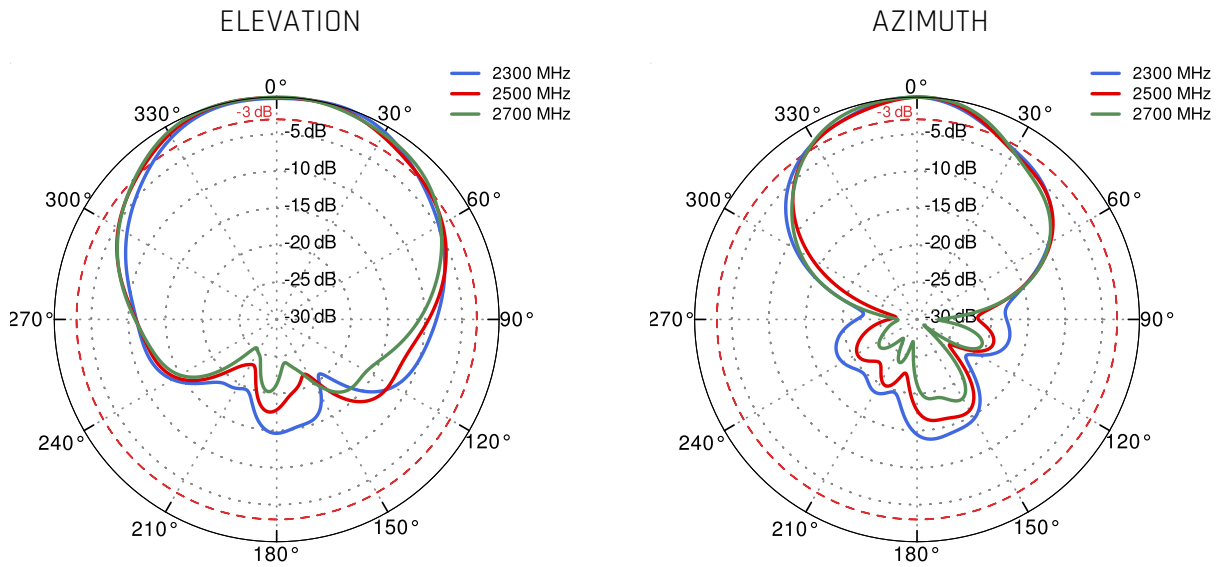 ELEVATION
2300 MHz
2500 MHz
2700 MHz
0°
330°
-3 dB
30°
-5 dB
-10 dB
300°
60°
-15 dB
-20 dB
-25 dB
270°
-30 dB
90°
240°
120°
210°
150°
180°
AZIMUTH
2300 MHz
2500 MHz
2700 MHz
0°
330°
-3 dB
30°
-5 dB
-10 dB
300°
60°
-15 dB
-20 dB
-25 dB
270°
-30 dB
90°
240°
120°
210°
150°
180°